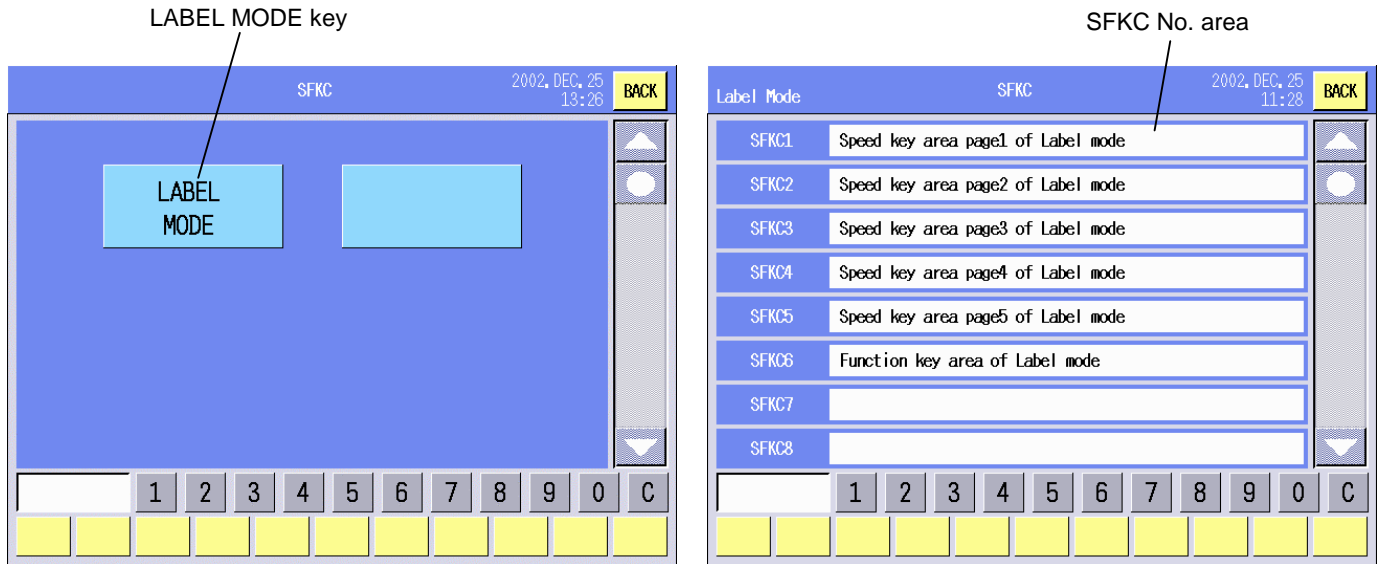 LABEL MODE key
SFKC
2002. DEC. 25
13:26
BACK
LABEL
MODE
1 2 3 4 5 6 7 8 9 0 C
SFKC No. area
Label Mode
SFKC
2002. DEC. 25
11:28
BACK
SFKC1 Speed key area page1 of Label mode
SFKC2 Speed key area page2 of Label mode
SFKC3 Speed key area page3 of Label mode
SFKC4 Speed key area page4 of Label mode
SFKC5 Speed key area page5 of Label mode
SFKC6 Function key area of Label mode
SFKC7
SFKC8
1 2 3 4 5 6 7 8 9 0 C